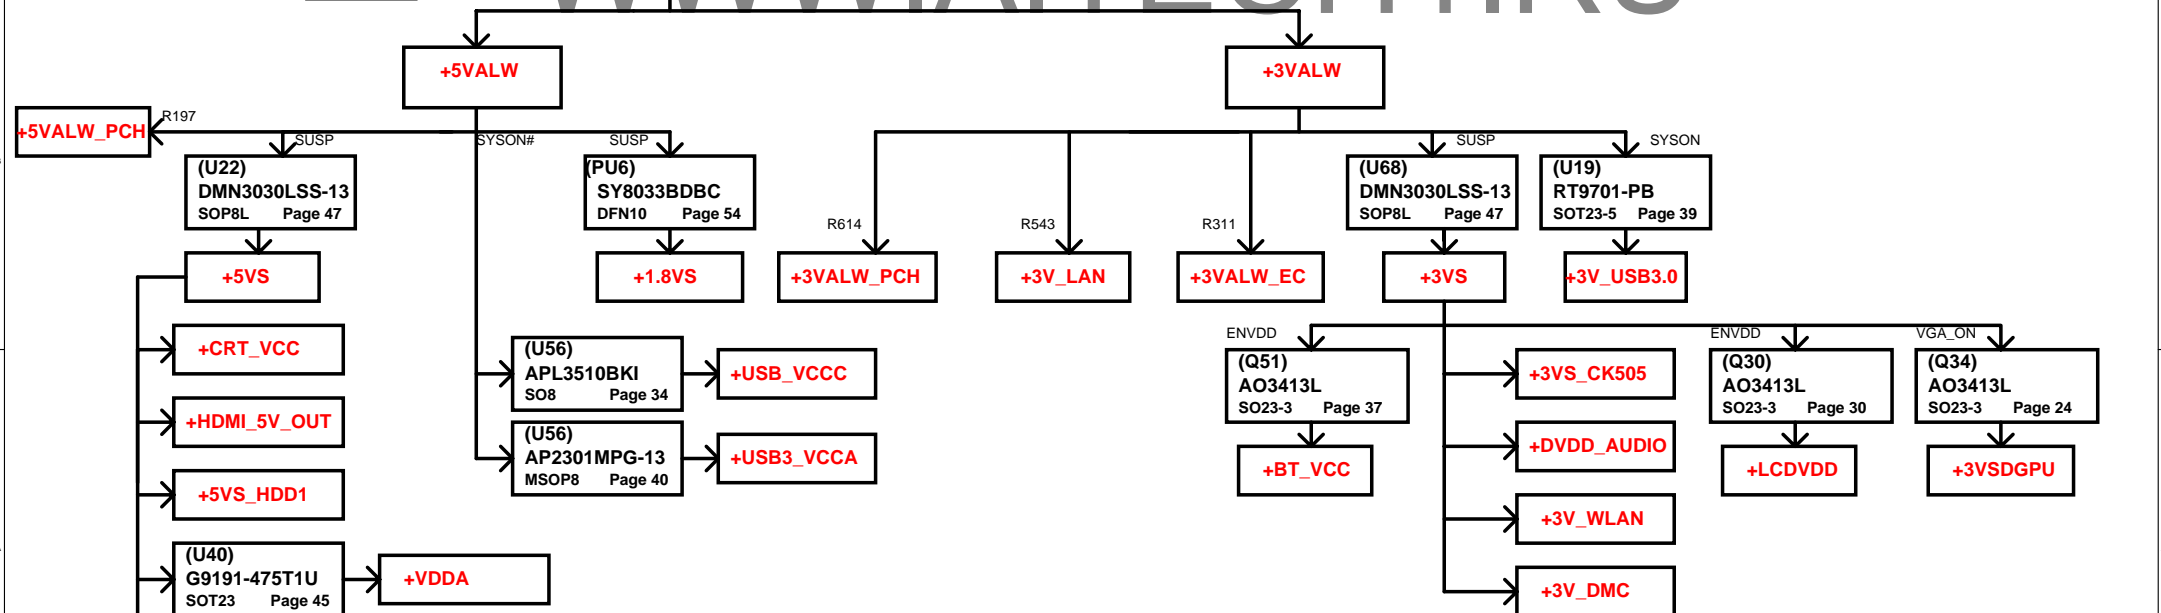 +5VALW
+3VALW
+5VALW_PCH
R197
SUSP
SYSON#
SUSP
SUSP
SYSON
(U22)
DMN3030LSS-13
SOP8L Page 47
(PU6)
SY8033BDBC
DFN10 Page 54
(U68)
DMN3030LSS-13
SOP8L Page 47
(U19)
RT9701-PB
SOT23-5 Page 39
R614
R543
R311
+5VS
+1.8VS
+3VALW_PCH
+3V_LAN
+3VALW_EC
+3VS
+3V_USB3.0
+CRT_VCC
(U56)
APL3510BKI
SO8 Page 34
+USB_VCCC
ENVDD
ENVDD
VGA_ON
(Q51)
AO3413L
SO23-3 Page 37
+3VS_CK505
(Q30)
AO3413L
SO23-3 Page 30
(Q34)
AO3413L
SO23-3 Page 24
+HDMI_5V_OUT
(U56)
AP2301MPG-13
MSOP8 Page 40
+USB3_VCCA
+DVDD_AUDIO
+BT_VCC
+LCDVDD
+3VSDGPU
+5VS_HDD1
+3V_WLAN
(U40)
G9191-475T1U
SOT23 Page 45
+VDDA
+3V_DMC